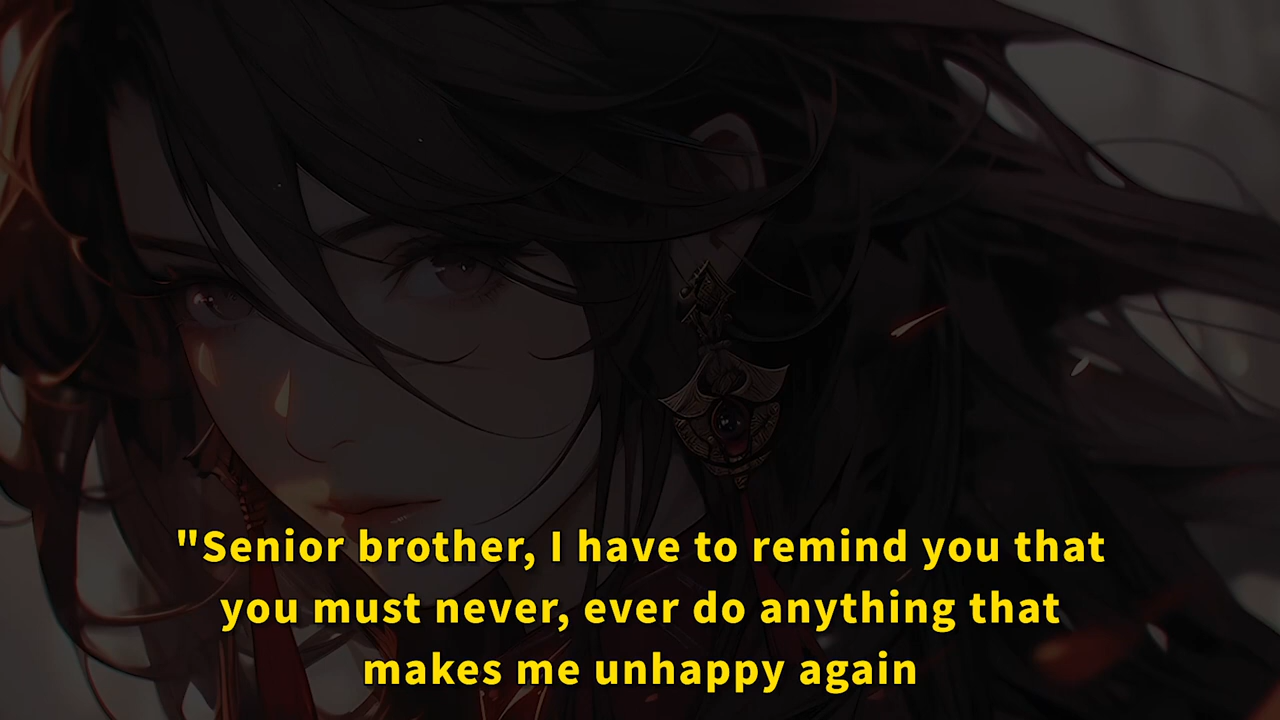 "Senior brother, I have to remind you that
you must never, ever do anything that
makes me unhappy again